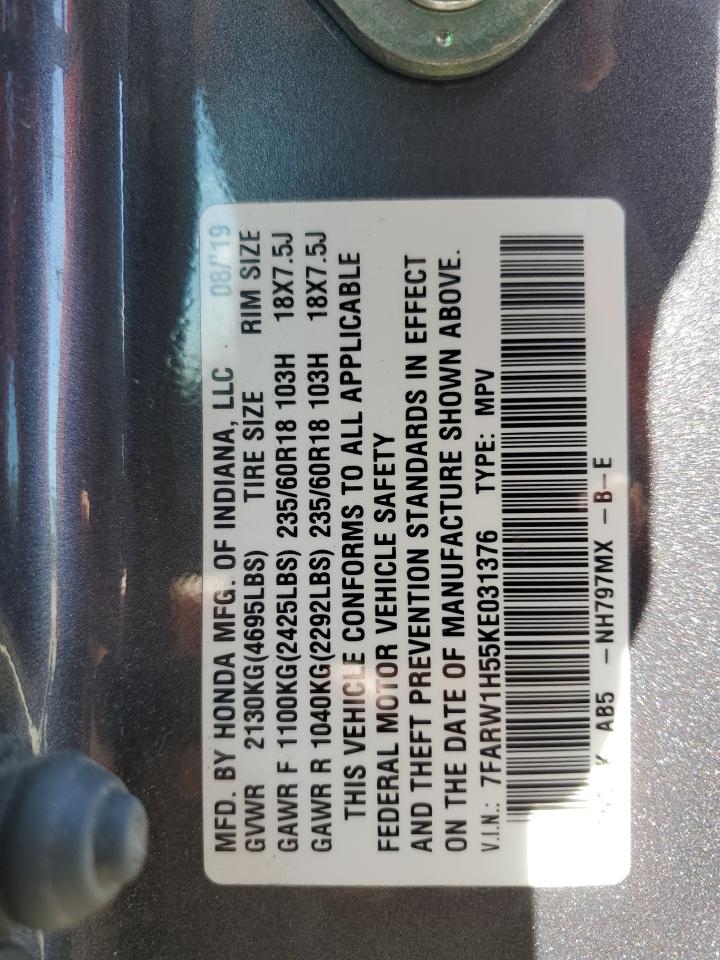 MFD. BY HONDA MFG. OF INDIANA, LLC 08/'19
GVWR 2130KG(4695LBS) TIRE SIZE RIM SIZE
GAWR F 1100KG(2425LBS) 235/60R18 103H 18X7.5J
GAWR R 1040KG(2292LBS) 235/60R18 103H 18X7.5J
THIS VEHICLE CONFORMS TO ALL APPLICABLE
FEDERAL MOTOR VEHICLE SAFETY
AND THEFT PREVENTION STANDARDS IN EFFECT
ON THE DATE OF MANUFACTURE SHOWN ABOVE.
V.I.N.: 7FARW1H55KE031376 TYPE: MPV
AB5 -NH797MX -B-E